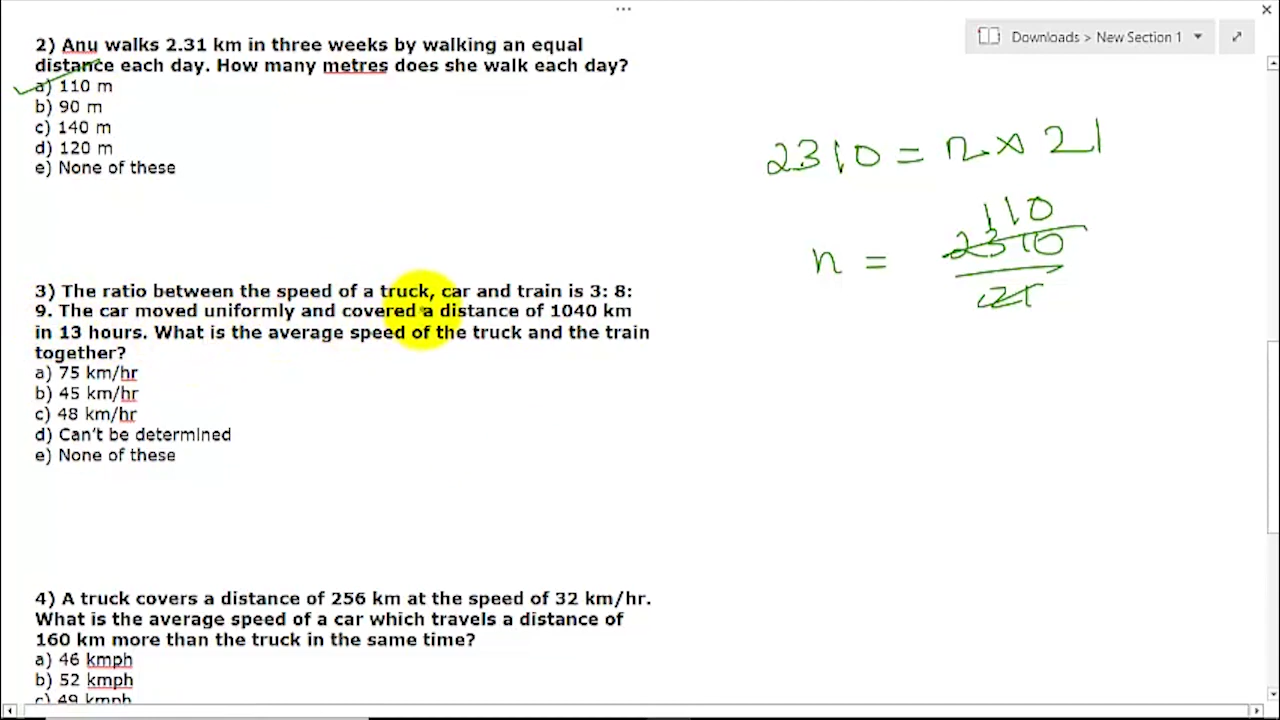 Downloads > New Section 1
2) Anu walks 2.31 km in three weeks by walking an equal
distance each day. How many metres does she walk each day?
a) 110 m
b) 90 m
c) 140 m
d) 120 m
e) None of these
2310 = n × 21
110
n = 2310
21
3) The ratio between the speed of a truck, car and train is 3: 8:
9. The car moved uniformly and covered a distance of 1040 km
in 13 hours. What is the average speed of the truck and the train
together?
a) 75 km/hr
b) 45 km/hr
c) 48 km/hr
d) Can't be determined
e) None of these
4) A truck covers a distance of 256 km at the speed of 32 km/hr.
What is the average speed of a car which travels a distance of
160 km more than the truck in the same time?
a) 46 kmph
b) 52 kmph
c) 49 kmph